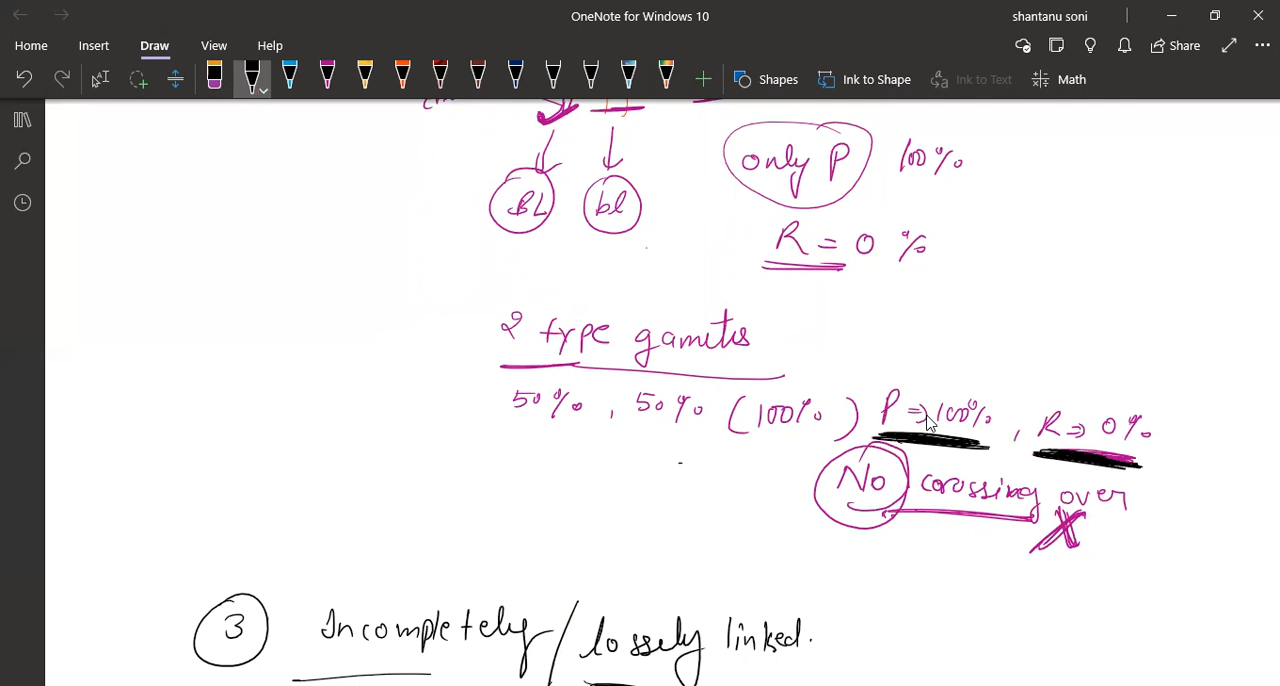 OneNote for Windows 10
shantanu soni
Home Insert Draw View Help
Share
Shapes
Ink to Shape
Ink to Text
Math
only P 100%
BL bl
R = 0 %
2 type gametes
50% , 50% (100%) P => 100% , R => 0%
No crossing over
3 Incompletely / lossely linked.